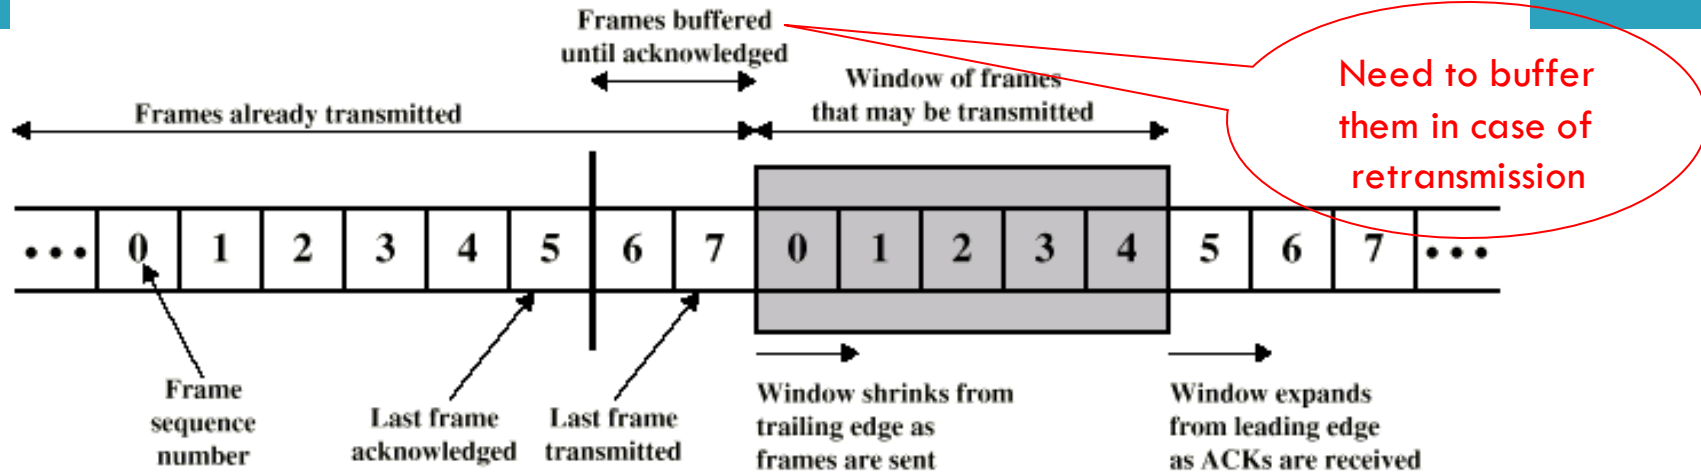 Frames buffered
until acknowledged
Need to buffer
them in case of
retransmission
Window of frames
that may be transmitted
Frames already transmitted
••• 0 1 2 3 4 5 6 7 0 1 2 3 4 5 6 7 •••
Frame
sequence
number
Last frame
acknowledged
Last frame
transmitted
Window shrinks from
trailing edge as
frames are sent
Window expands
from leading edge
as ACKs are received